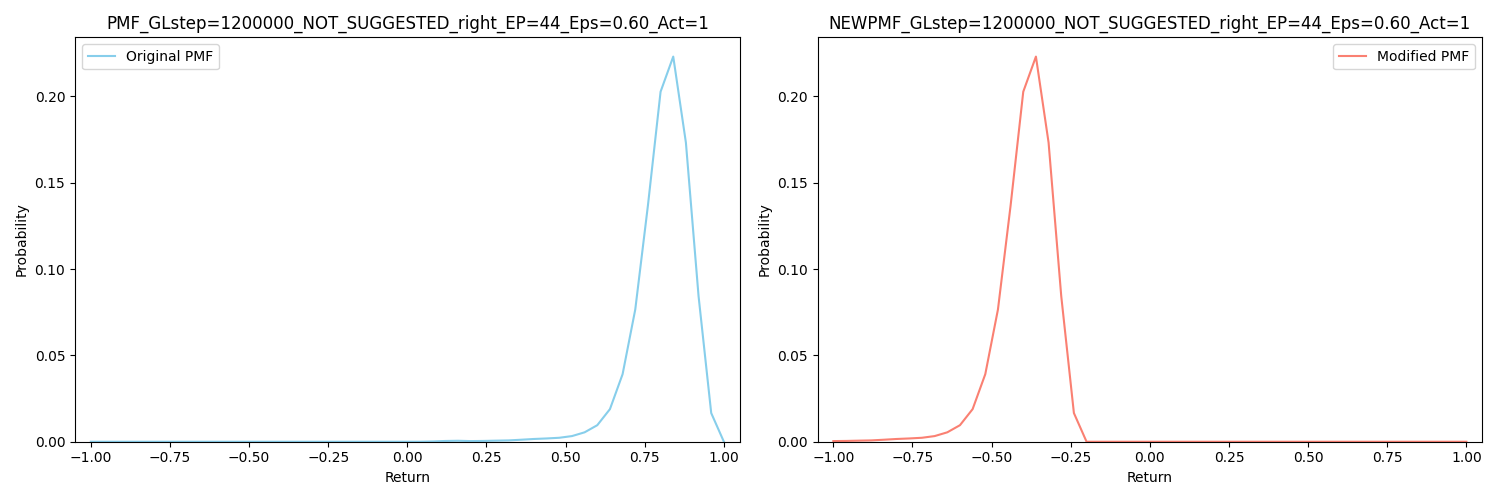 PMF_GLstep=1200000_NOT_SUGGESTED_right_EP=44_Eps=0.60_Act=1
Original PMF
0.20
0.15
0.10
0.05
0.00
Probability
−1.00 −0.75 −0.50 −0.25 0.00 0.25 0.50 0.75 1.00
Return
NEWPMF_GLstep=1200000_NOT_SUGGESTED_right_EP=44_Eps=0.60_Act=1
Modified PMF
0.20
0.15
0.10
0.05
0.00
Probability
−1.00 −0.75 −0.50 −0.25 0.00 0.25 0.50 0.75 1.00
Return